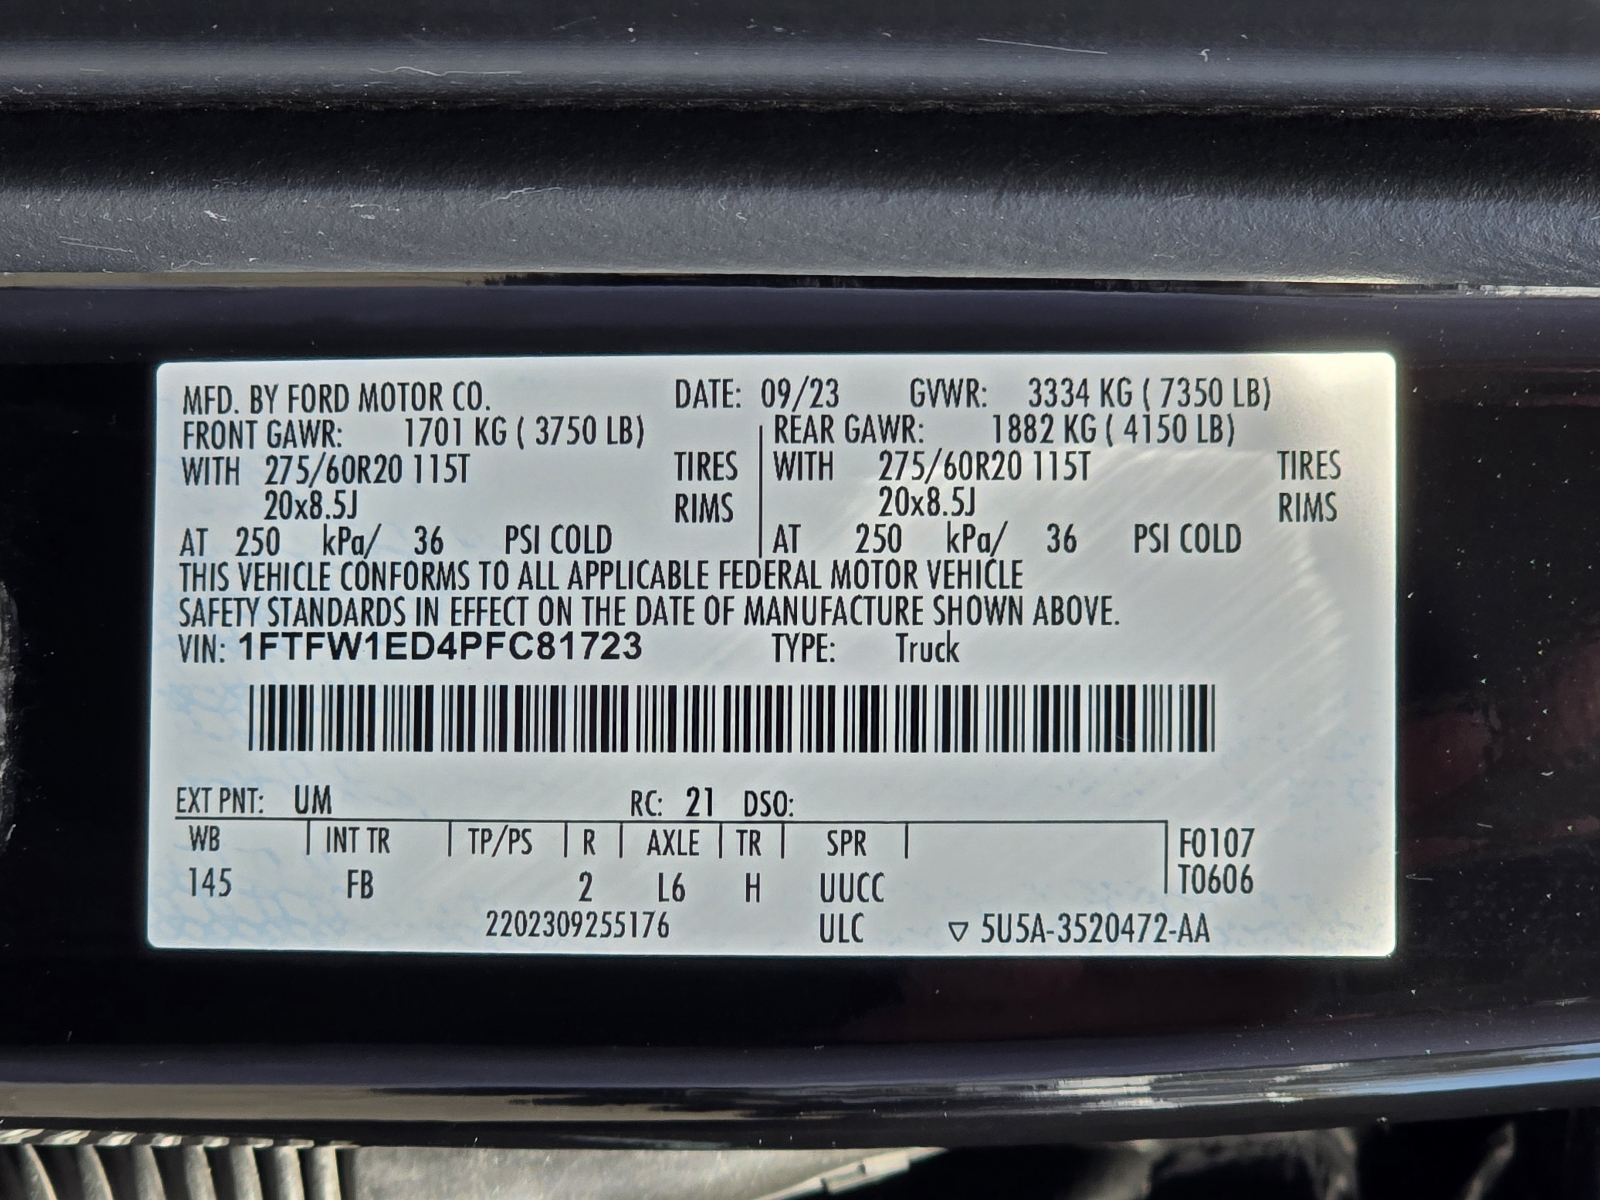 MFD. BY FORD MOTOR CO. DATE: 09/23 GVWR: 3334 KG ( 7350 LB)
FRONT GAWR: 1701 KG ( 3750 LB) REAR GAWR: 1882 KG ( 4150 LB)
WITH 275/60R20 115T TIRES WITH 275/60R20 115T TIRES
20x8.5J RIMS 20x8.5J RIMS
AT 250 kPa/ 36 PSI COLD AT 250 kPa/ 36 PSI COLD
THIS VEHICLE CONFORMS TO ALL APPLICABLE FEDERAL MOTOR VEHICLE
SAFETY STANDARDS IN EFFECT ON THE DATE OF MANUFACTURE SHOWN ABOVE.
VIN: 1FTFW1ED4PFC81723 TYPE: Truck
EXT PNT: UM RC: 21 DSO:
WB INT TR TP/PS R AXLE TR SPR F0107
145 FB 2 L6 H UUCC T0606
2202309255176 ULC ▽ 5U5A-3520472-AA